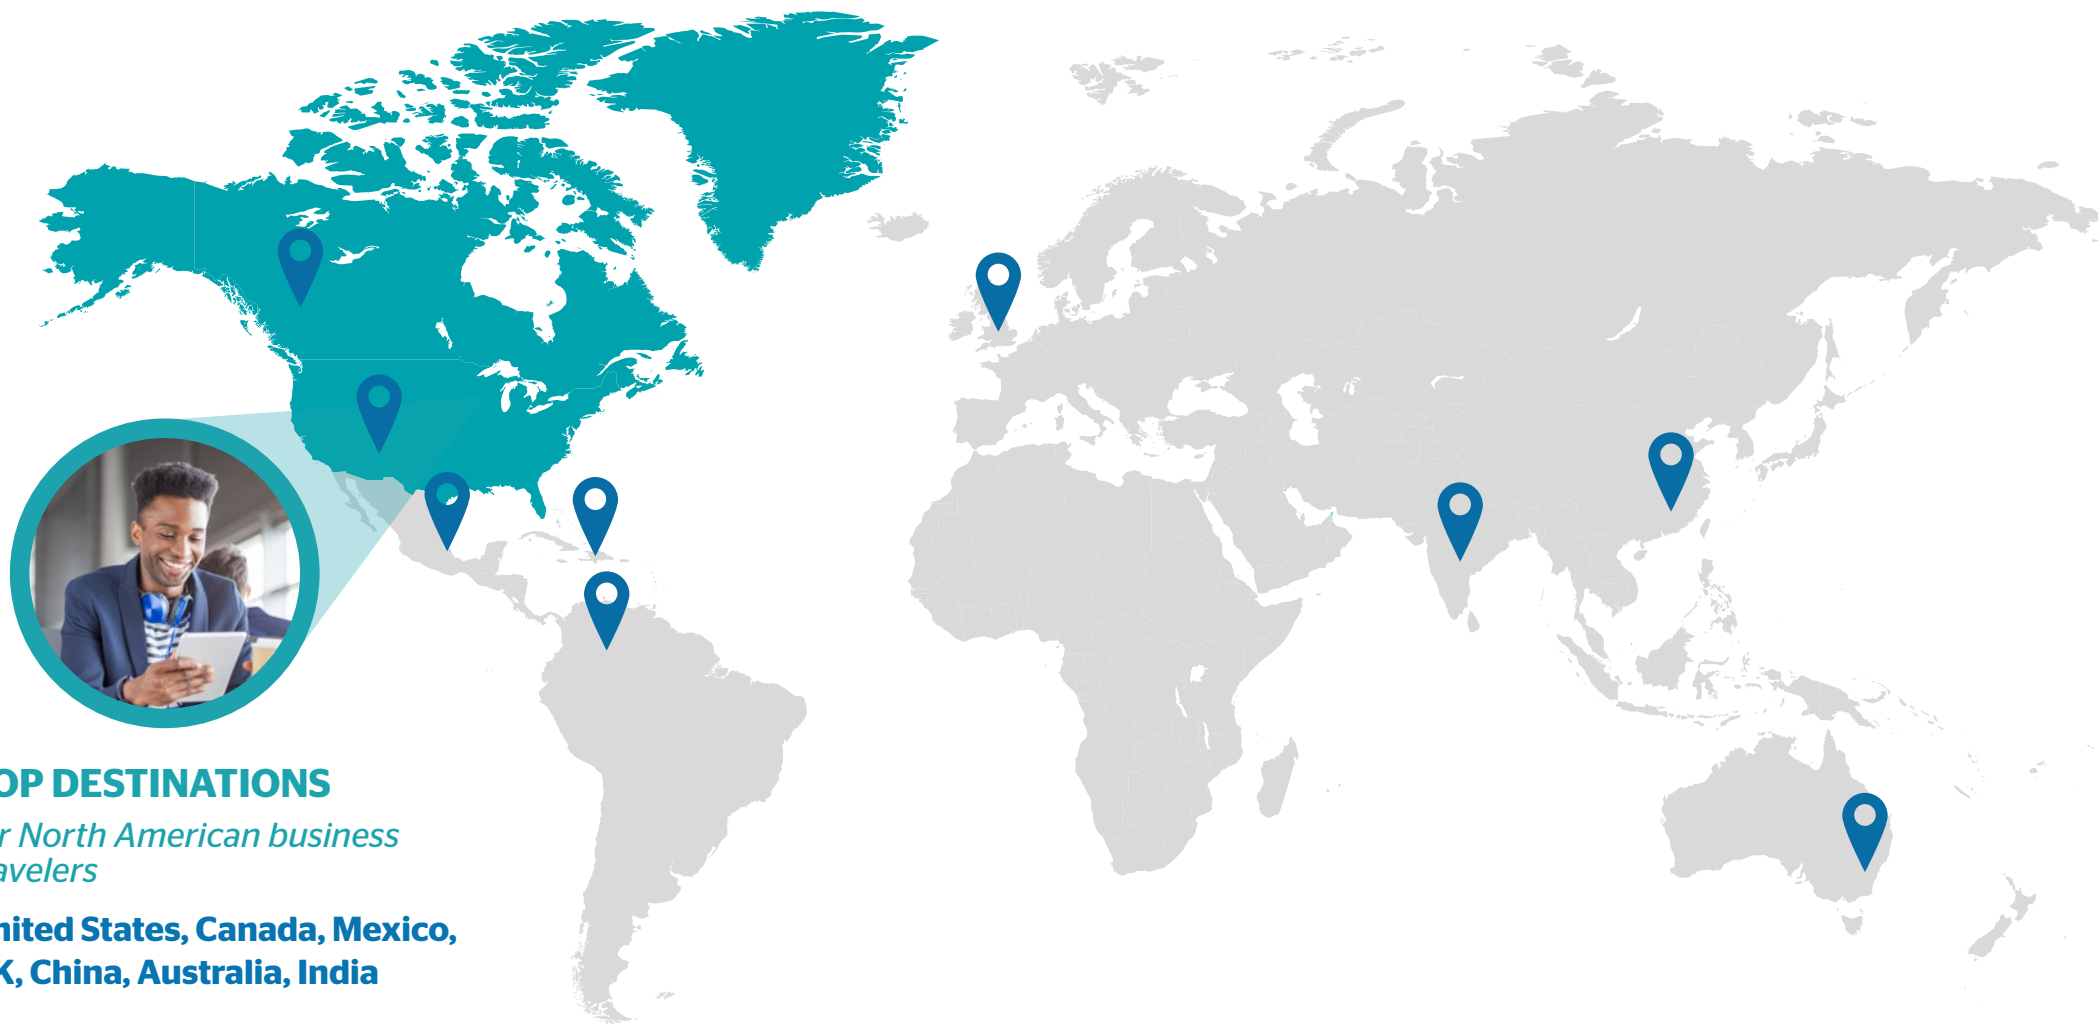 OP DESTINATIONS
r North American business
avelers
nited States, Canada, Mexico,
K, China, Australia, India